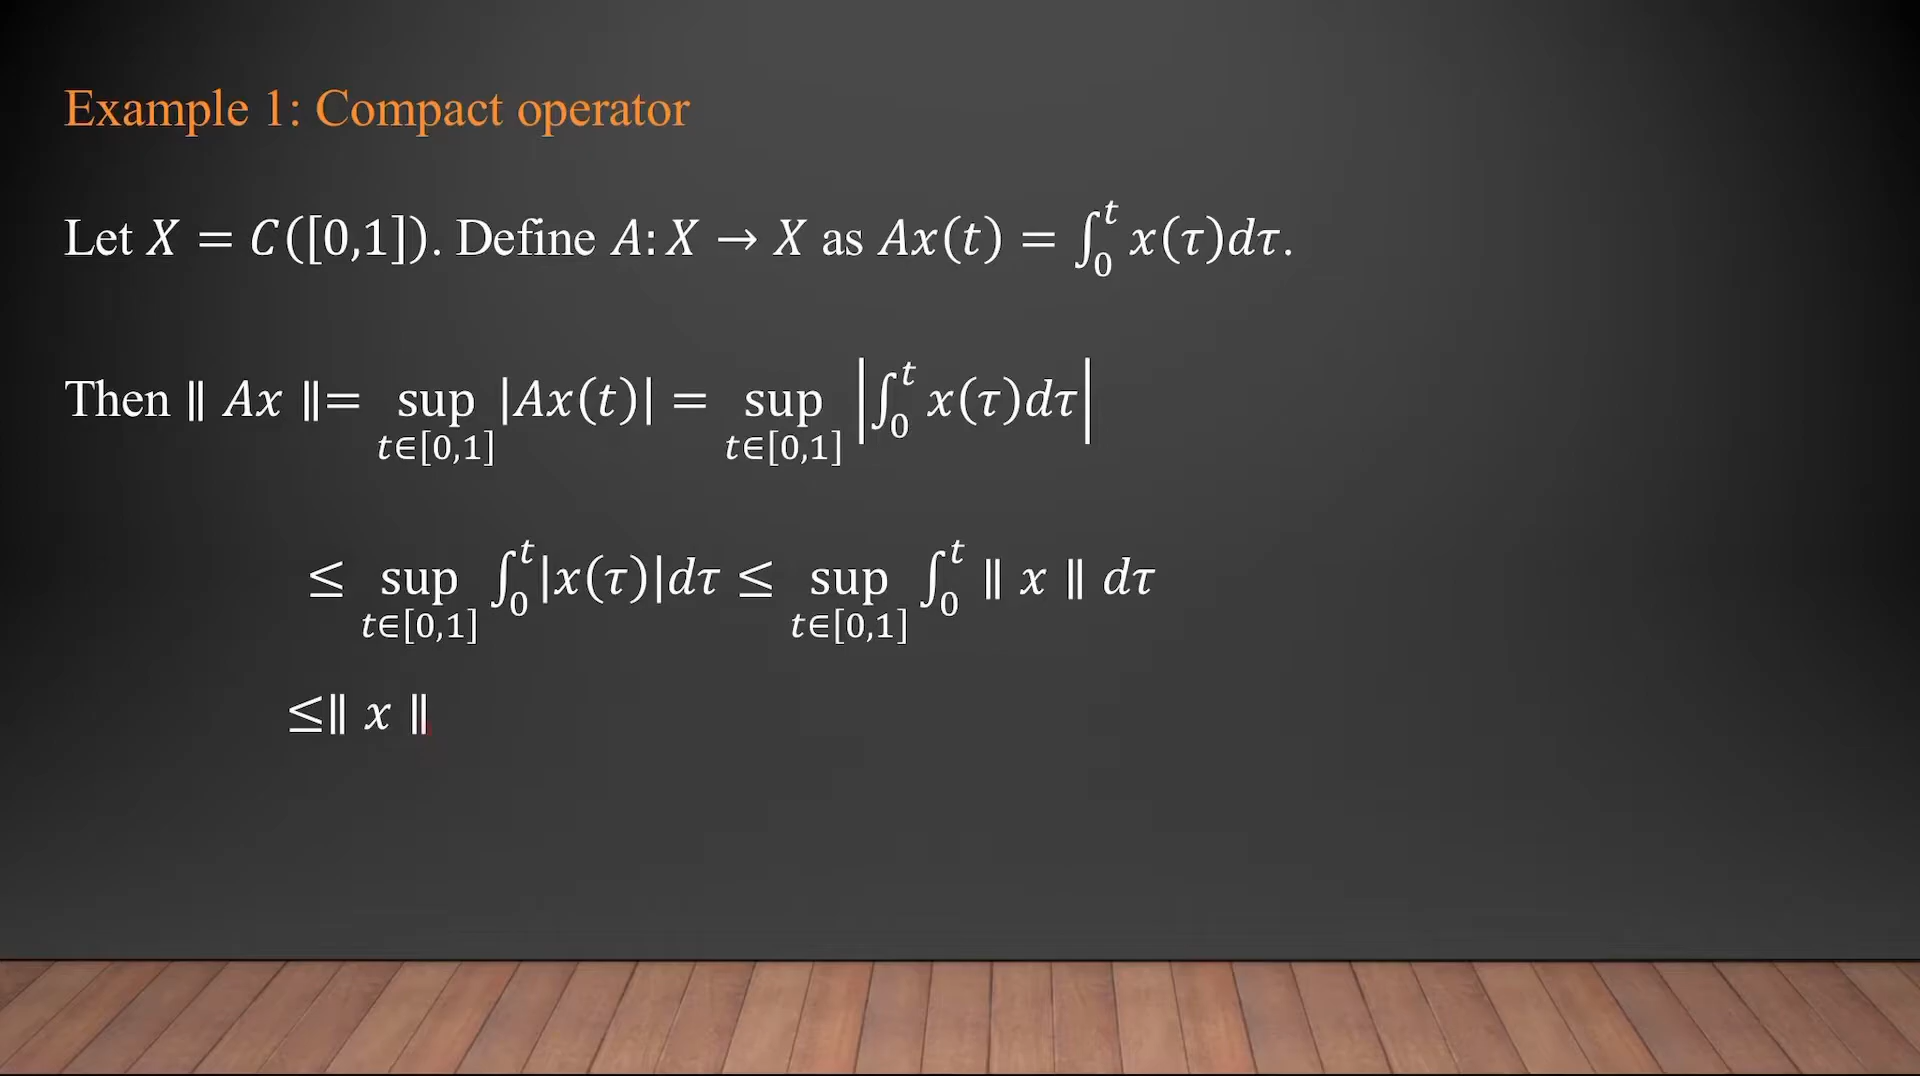 Example 1: Compact operator
Let X = C([0,1]). Define A: X → X as Ax(t) = ∫₀ᵗ x(τ)dτ.
Then ‖ Ax ‖= sup_{t∈[0,1]} |Ax(t)| = sup_{t∈[0,1]} |∫₀ᵗ x(τ)dτ|
≤ sup_{t∈[0,1]} ∫₀ᵗ|x(τ)|dτ ≤ sup_{t∈[0,1]} ∫₀ᵗ ‖ x ‖ dτ
≤‖ x ‖